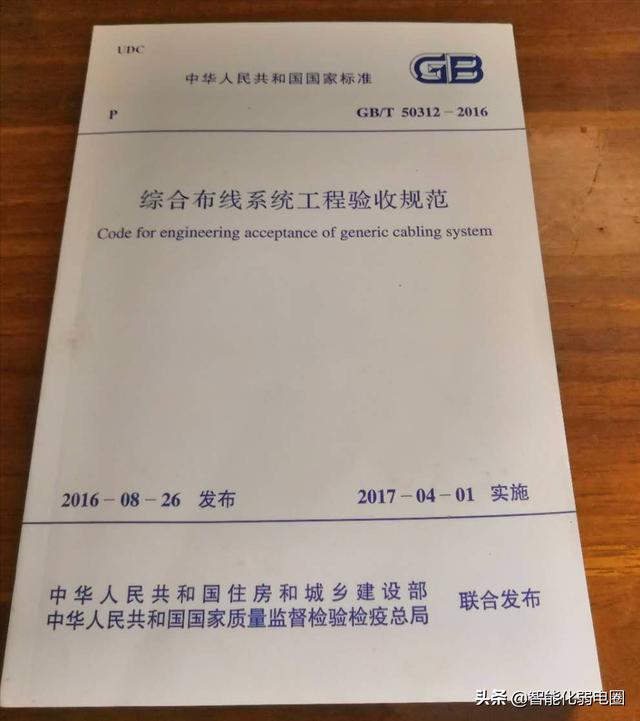 UDC
中华人民共和国国家标准 GB
P GB/T 50312－2016
综合布线系统工程验收规范
Code for engineering acceptance of generic cabling system
2016－08－26 发布 2017－04－01 实施
中华人民共和国住房和城乡建设部
中华人民共和国国家质量监督检验检疫总局 联合发布
头条 @智能化弱电圈